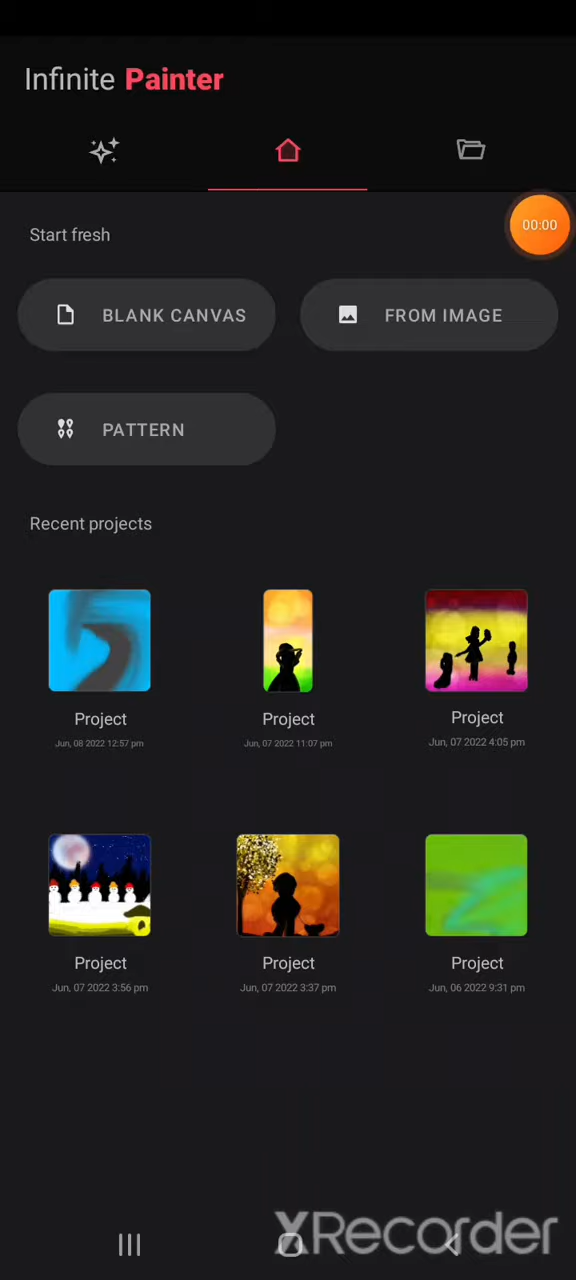 Infinite Painter
00:00
Start fresh
BLANK CANVAS
FROM IMAGE
PATTERN
Recent projects
Project
Jun, 08 2022 12:57 pm
Project
Jun, 07 2022 11:07 pm
Project
Jun, 07 2022 4:05 pm
Project
Jun, 07 2022 3:56 pm
Project
Jun, 07 2022 3:37 pm
Project
Jun, 06 2022 9:31 pm
XRecorder